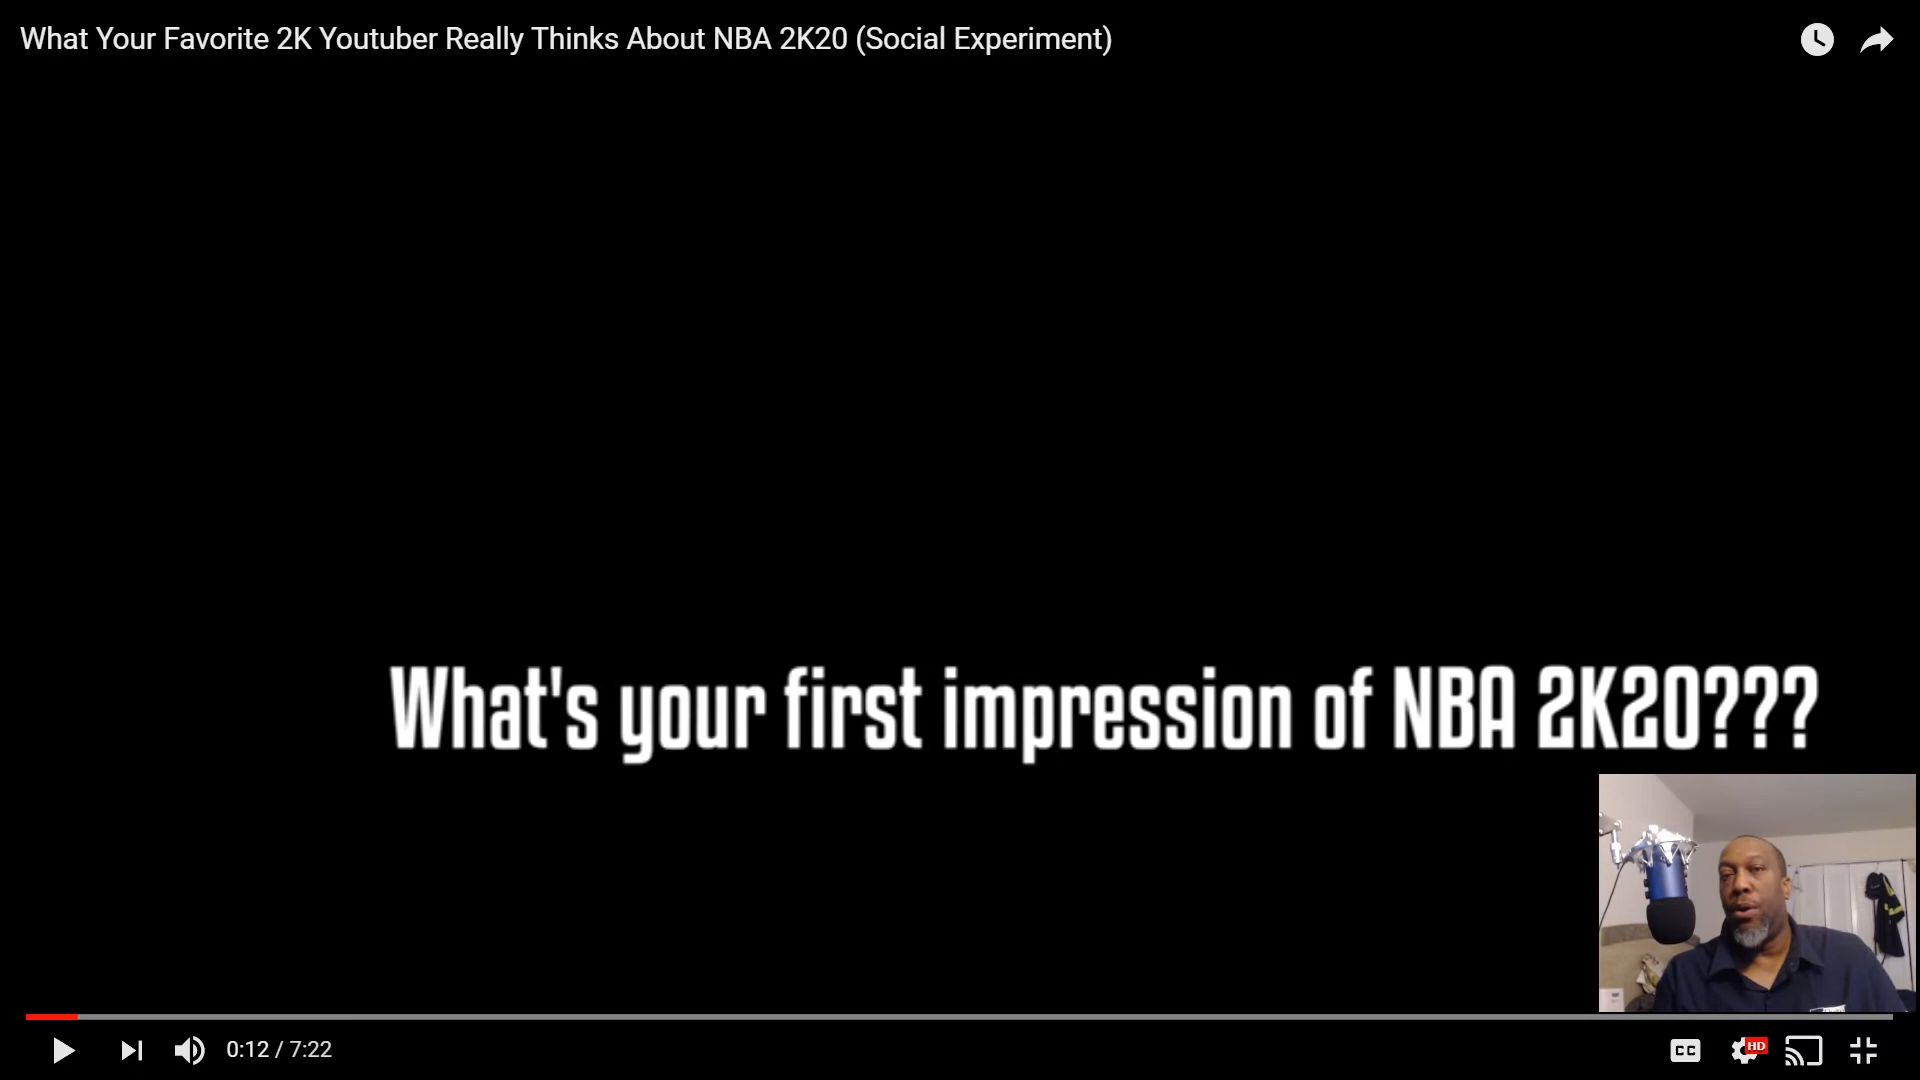 What Your Favorite 2K Youtuber Really Thinks About NBA 2K20 (Social Experiment)
What's your first impression of NBA 2K20???
0:12 / 7:22
CC
HD